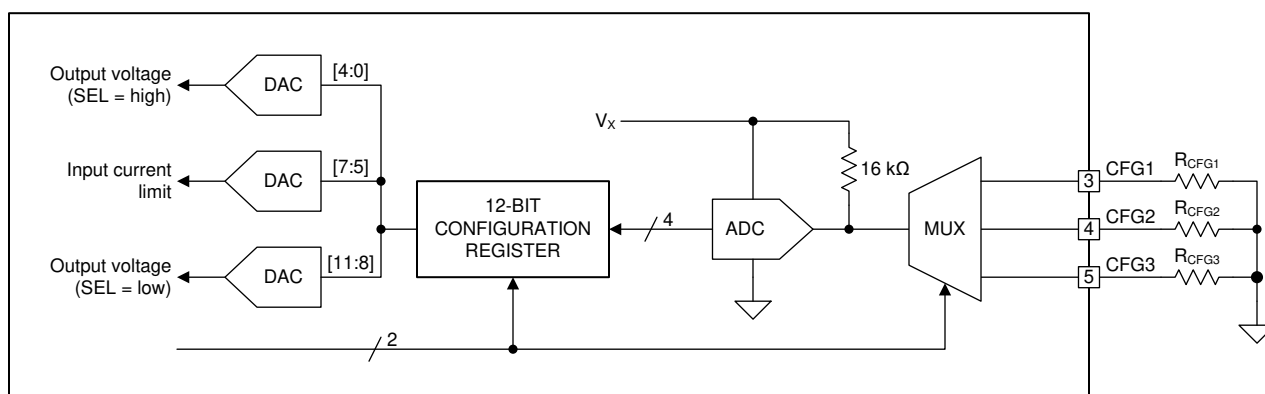 Output voltage
(SEL = high)
DAC
[4:0]
Input current
limit
DAC
[7:5]
Output voltage
(SEL = low)
DAC
[11:8]
12-BIT
CONFIGURATION
REGISTER
4
2
VX
ADC
16 kΩ
MUX
3
CFG1
RCFG1
4
CFG2
RCFG2
5
CFG3
RCFG3